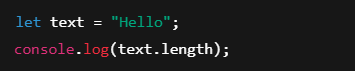 let text = "Hello";
console.log(text.length);